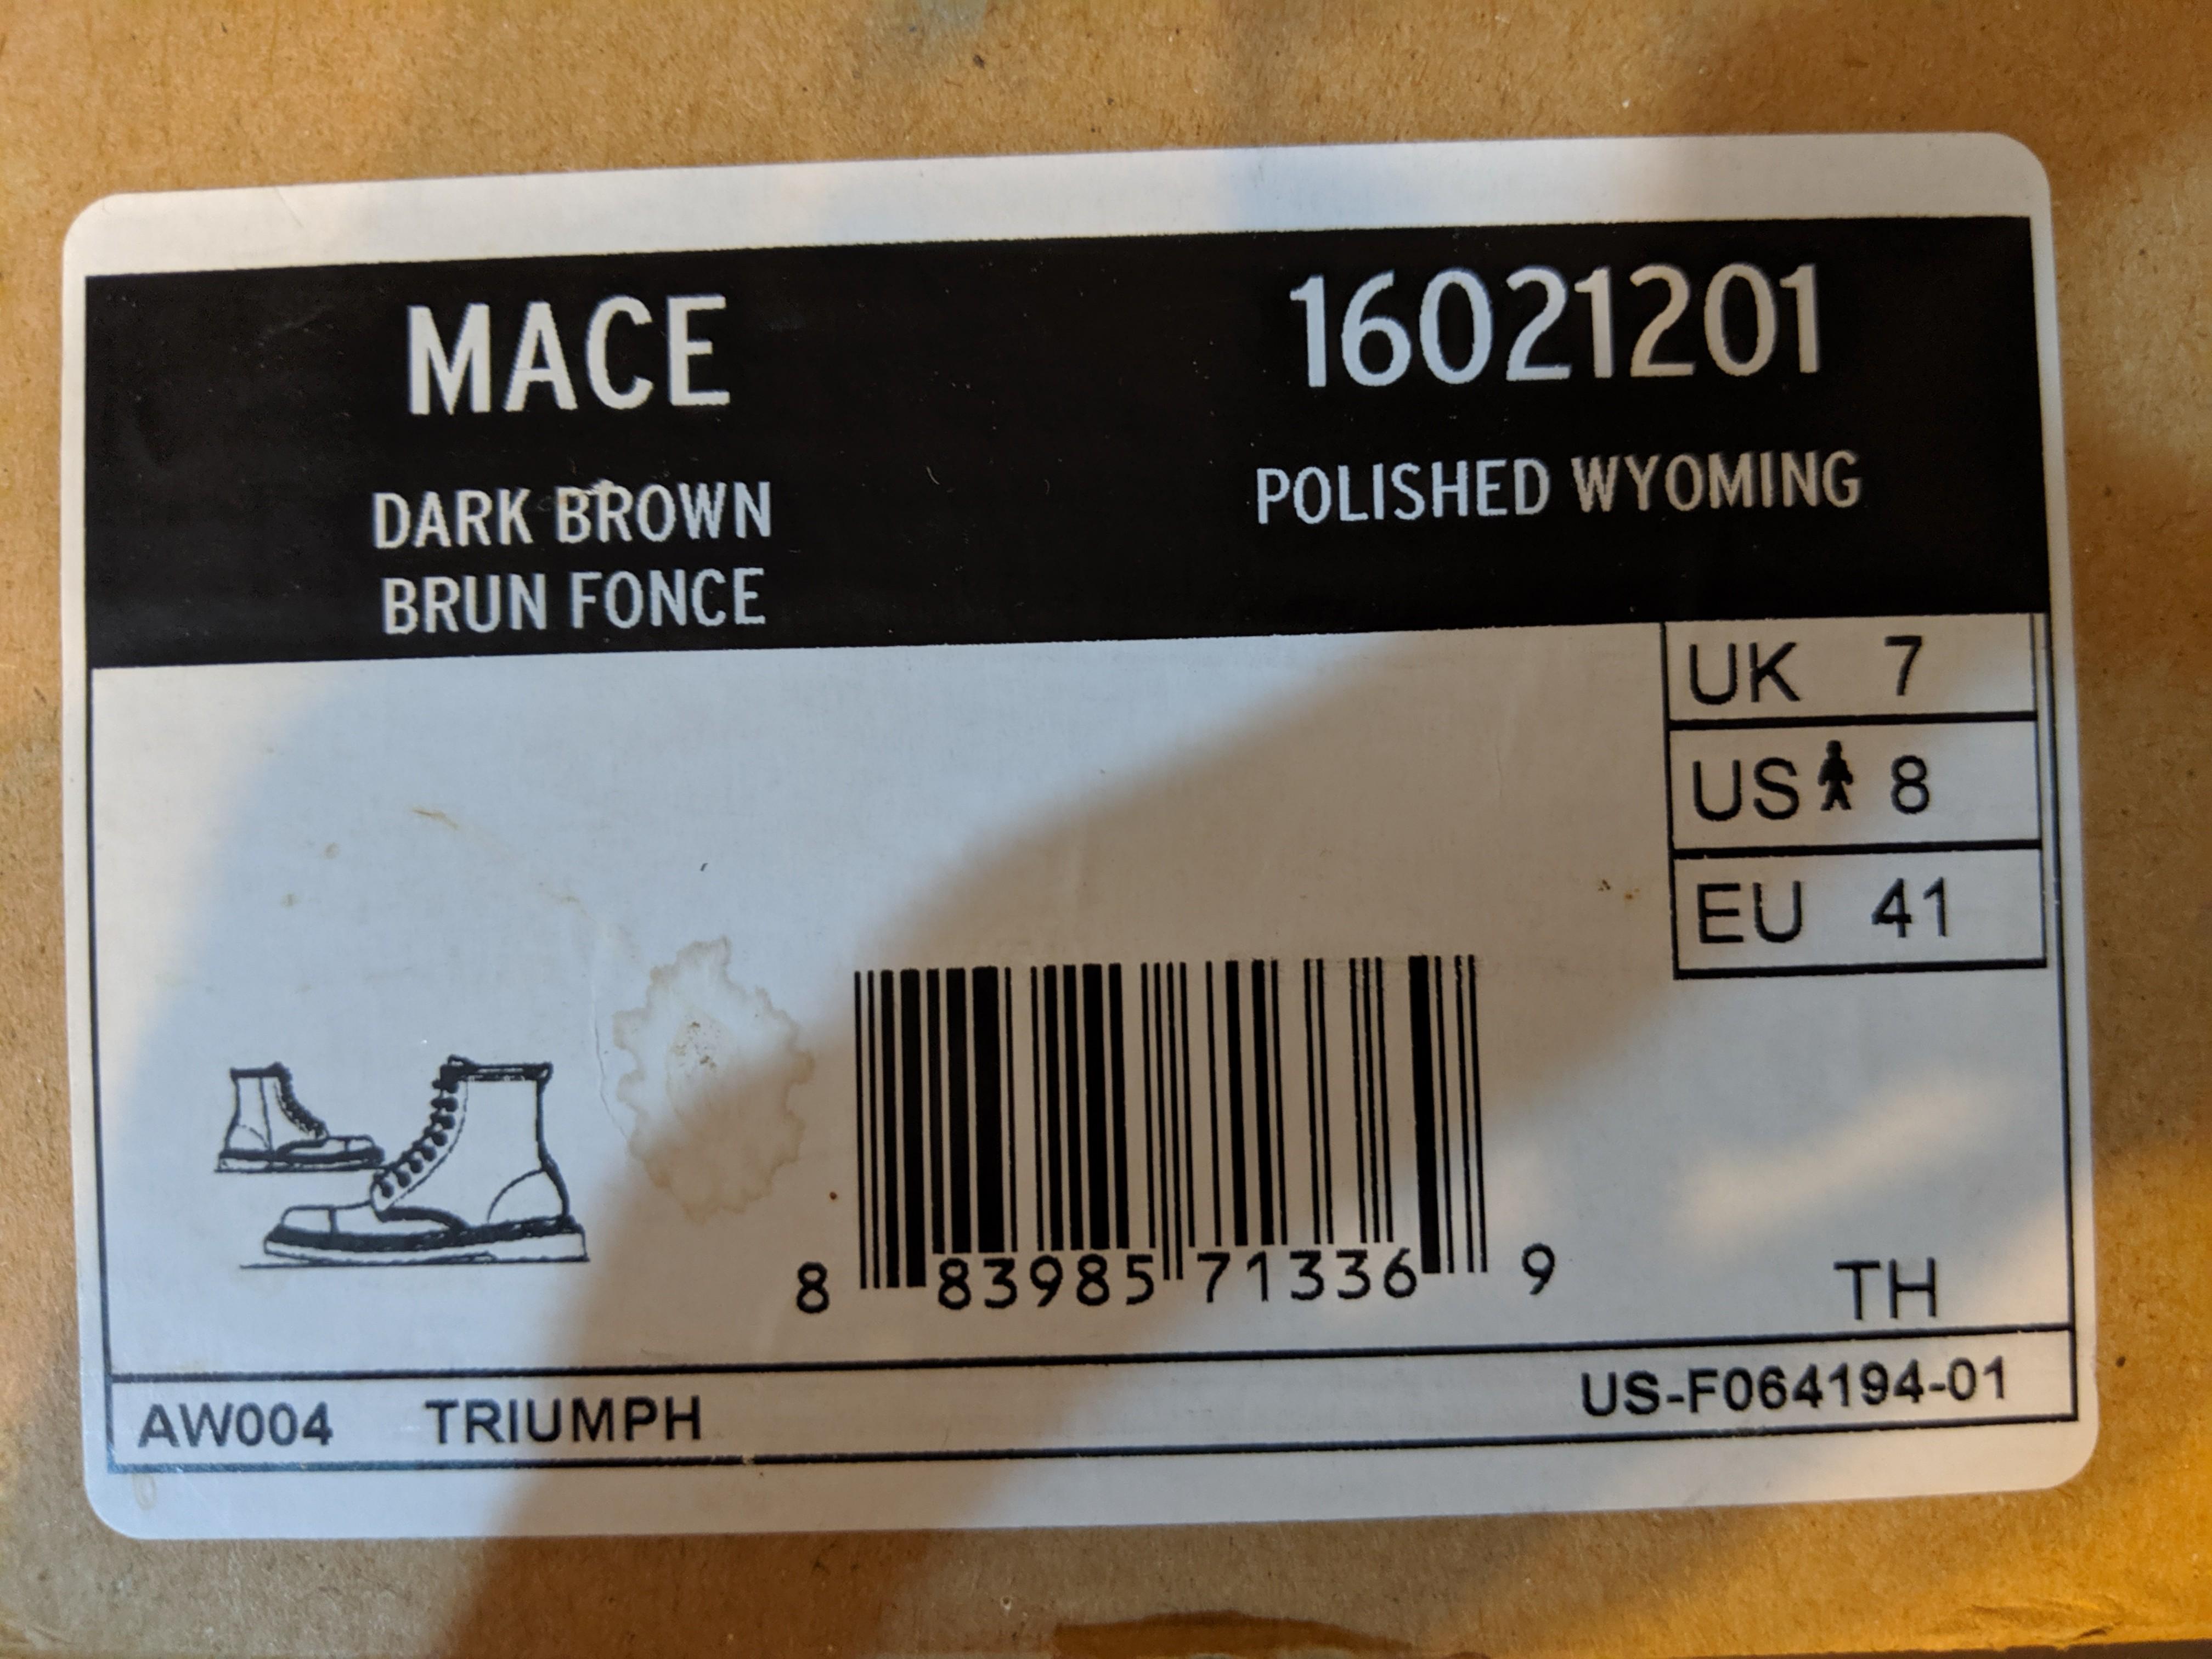 MACE
16021201
DARK BROWN
BRUN FONCE
POLISHED WYOMING
UK 7
US 8
EU 41
8 83985 71336 9
TH
AW004 TRIUMPH
US-F064194-01